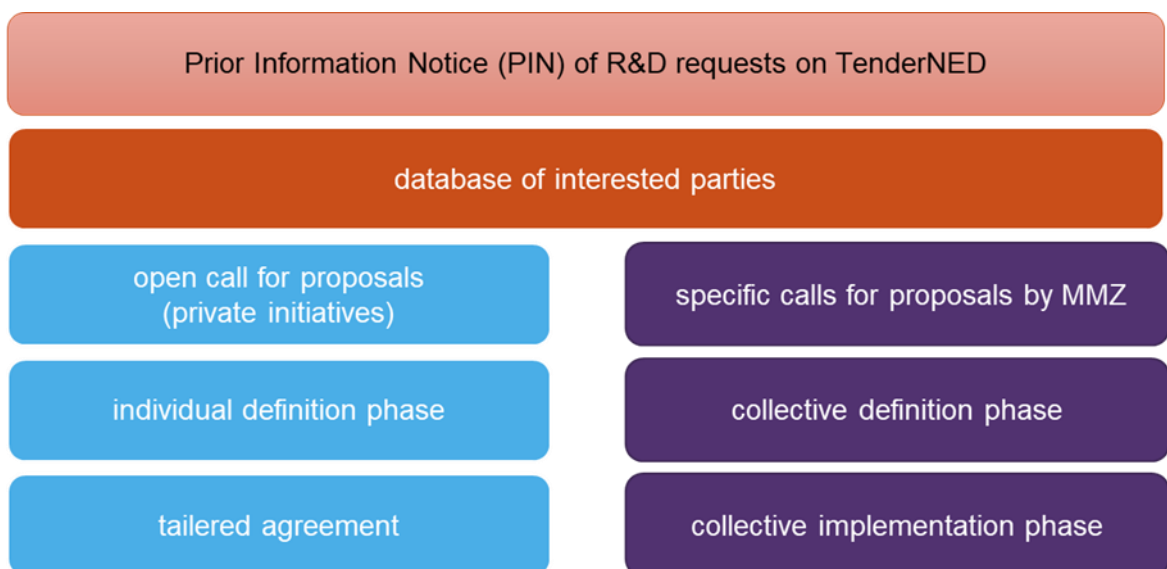 Prior Information Notice (PIN) of R&D requests on TenderNED
database of interested parties
open call for proposals
(private initiatives)
specific calls for proposals by MMZ
individual definition phase
collective definition phase
tailered agreement
collective implementation phase